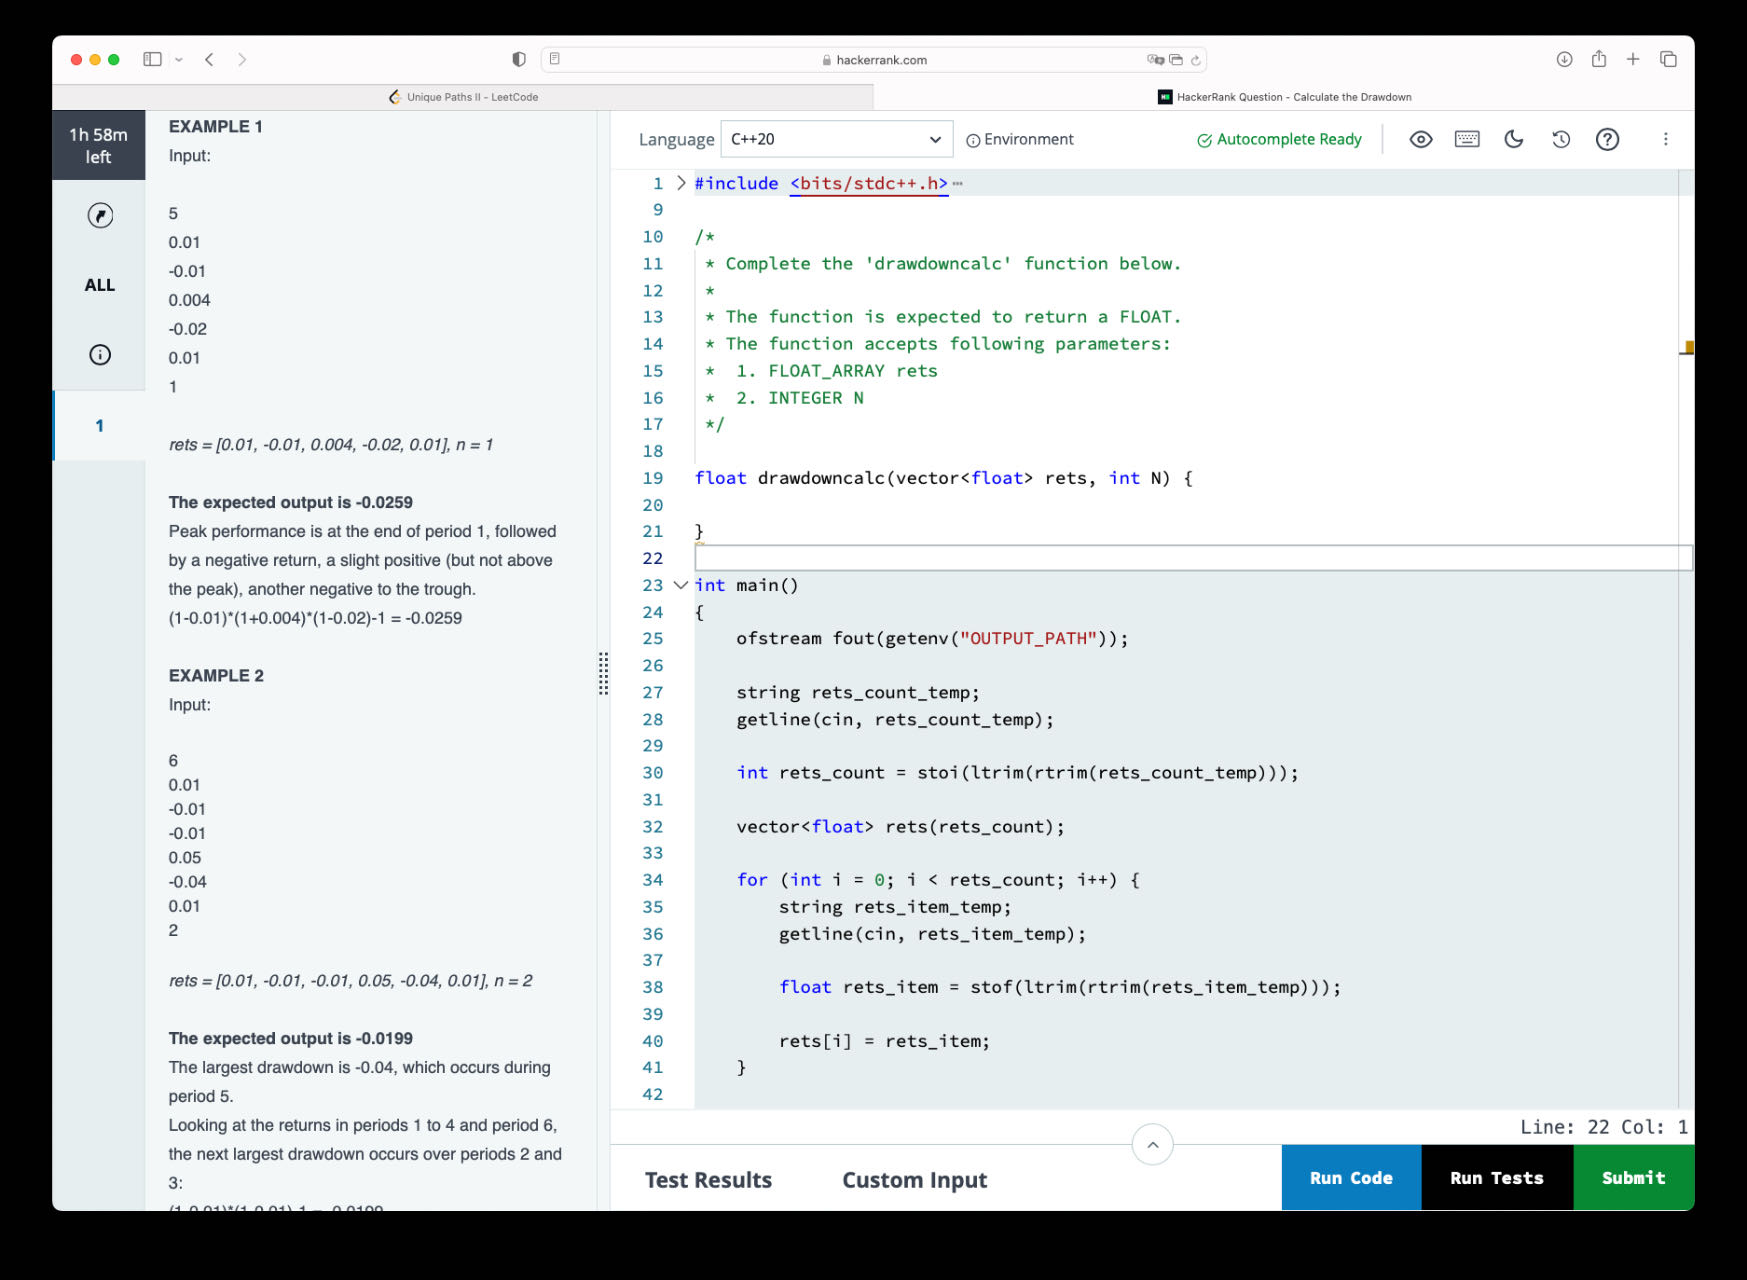 hackerrank.com
Unique Paths II - LeetCode
HackerRank Question - Calculate the Drawdown
1h 58m
left
ALL
1
EXAMPLE 1
Input:
5
0.01
-0.01
0.004
-0.02
0.01
1
rets = [0.01, -0.01, 0.004, -0.02, 0.01], n = 1
The expected output is -0.0259
Peak performance is at the end of period 1, followed
by a negative return, a slight positive (but not above
the peak), another negative to the trough.
(1-0.01)*(1+0.004)*(1-0.02)-1 = -0.0259
EXAMPLE 2
Input:
6
0.01
-0.01
-0.01
0.05
-0.04
0.01
2
rets = [0.01, -0.01, -0.01, 0.05, -0.04, 0.01], n = 2
The expected output is -0.0199
The largest drawdown is -0.04, which occurs during
period 5.
Looking at the returns in periods 1 to 4 and period 6,
the next largest drawdown occurs over periods 2 and
3:
(1-0.01)*(1-0.01)-1 = -0.0199
Language C++20 Environment Autocomplete Ready
1 #include <bits/stdc++.h>
9
10 /*
11 * Complete the 'drawdowncalc' function below.
12 *
13 * The function is expected to return a FLOAT.
14 * The function accepts following parameters:
15 * 1. FLOAT_ARRAY rets
16 * 2. INTEGER N
17 */
18
19 float drawdowncalc(vector<float> rets, int N) {
20
21 }
22
23 int main()
24 {
25 ofstream fout(getenv("OUTPUT_PATH"));
26
27 string rets_count_temp;
28 getline(cin, rets_count_temp);
29
30 int rets_count = stoi(ltrim(rtrim(rets_count_temp)));
31
32 vector<float> rets(rets_count);
33
34 for (int i = 0; i < rets_count; i++) {
35 string rets_item_temp;
36 getline(cin, rets_item_temp);
37
38 float rets_item = stof(ltrim(rtrim(rets_item_temp)));
39
40 rets[i] = rets_item;
41 }
42
Line: 22 Col: 1
Test Results Custom Input Run Code Run Tests Submit